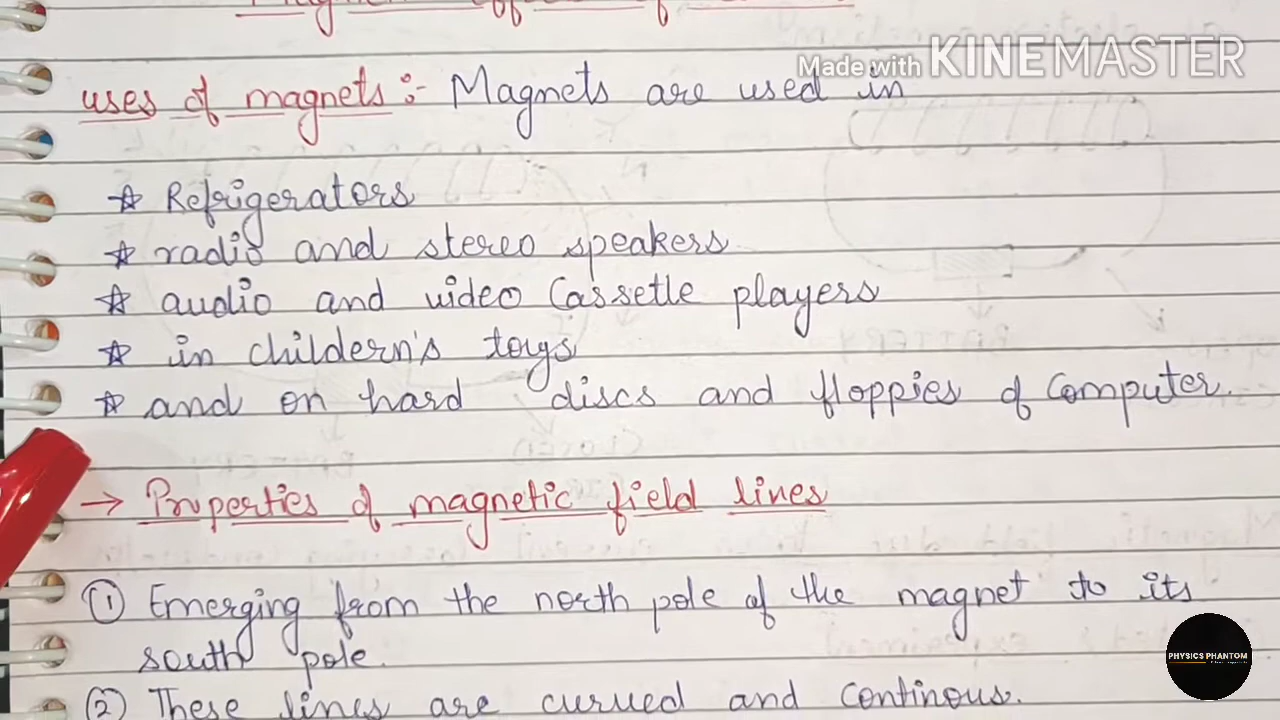 Made with KINEMASTER
uses of magnets :- Magnets are used in
☆ Refrigerators
☆ radio and stereo speakers
☆ audio and video Cassetle players
☆ in childern's toys
☆ and on hard discs and floppies of Computer.
→ Properties of magnetic field lines
① Emerging from the north pole of the magnet to its
south pole.
② These lines are curved and continous.
PHYSICS PHANTOM